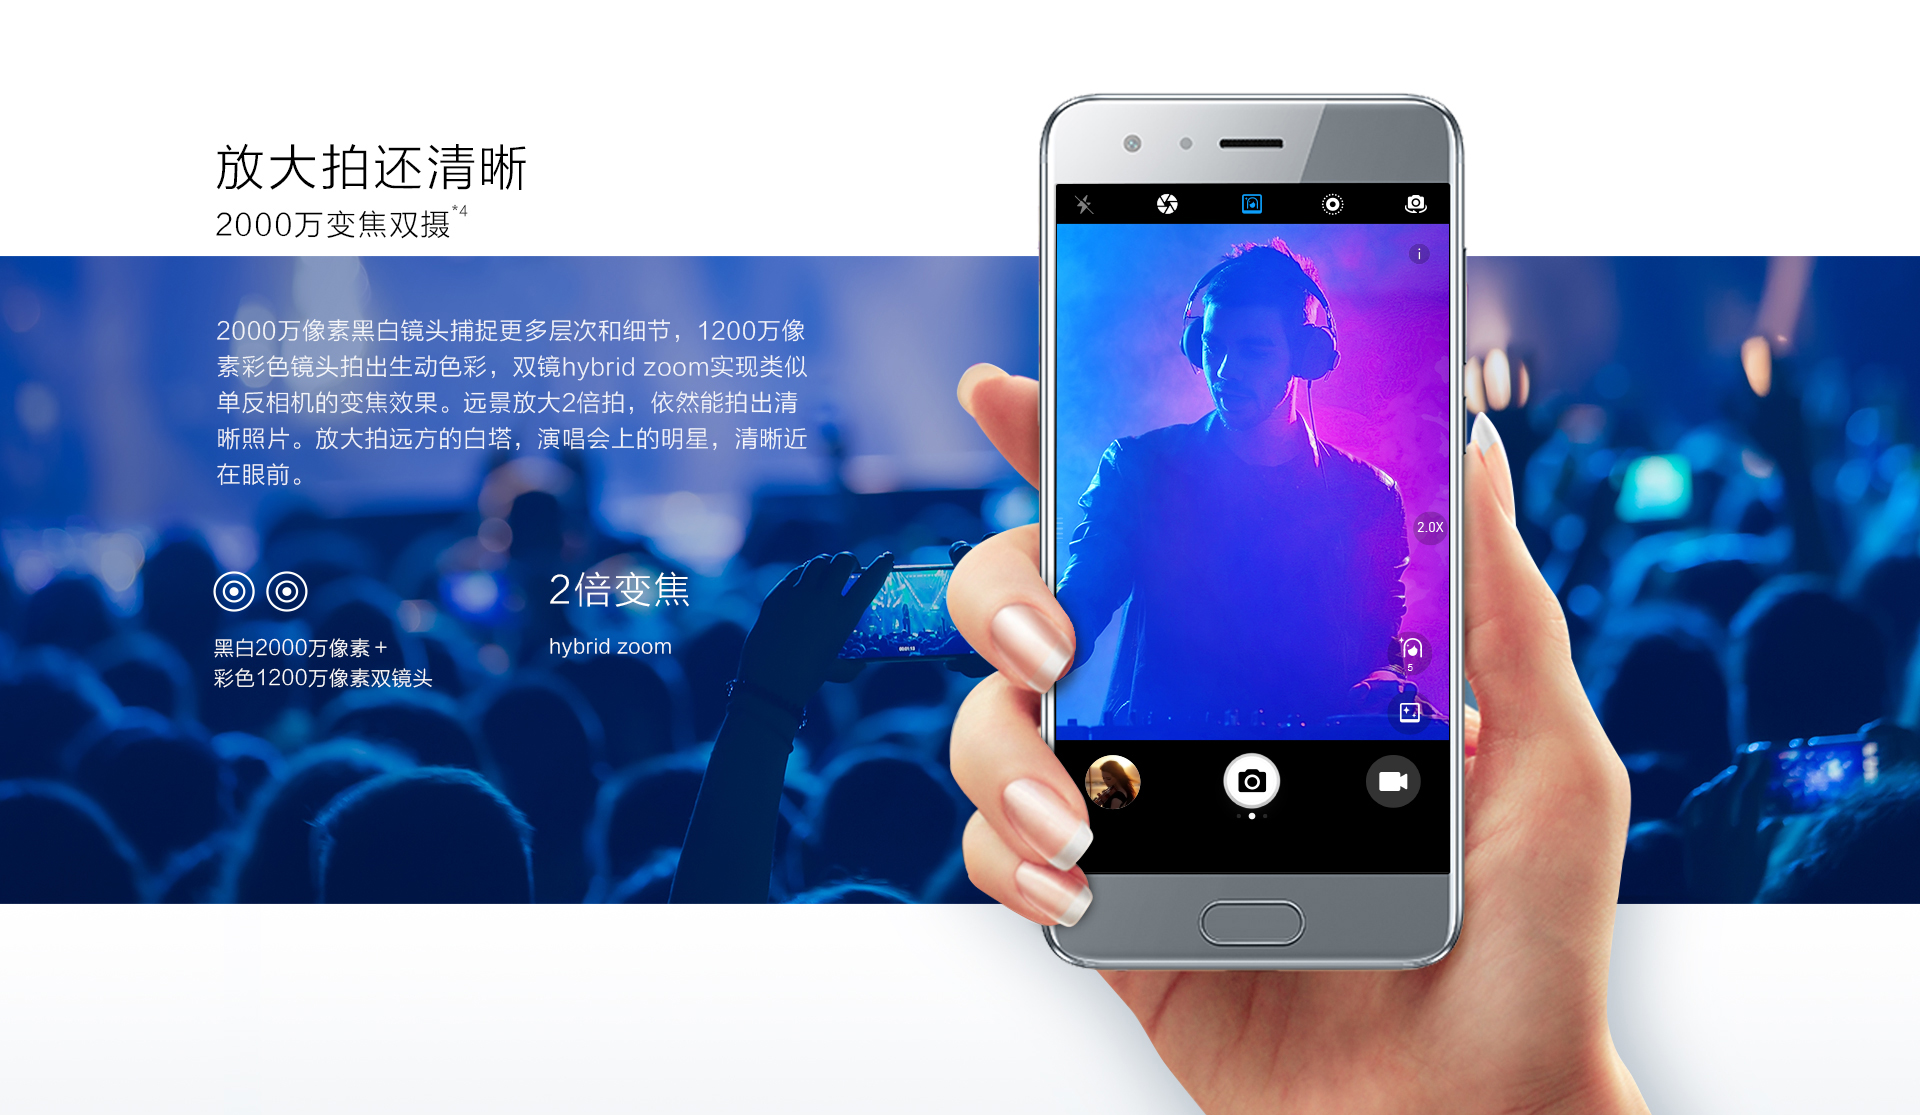 放大拍还清晰
2000万变焦双摄*4
2000万像素黑白镜头捕捉更多层次和细节，1200万像
素彩色镜头拍出生动色彩，双镜hybrid zoom实现类似
单反相机的变焦效果。远景放大2倍拍，依然能拍出清
晰照片。放大拍远方的白塔，演唱会上的明星，清晰近
在眼前。
黑白2000万像素+
彩色1200万像素双镜头
2倍变焦
hybrid zoom
00:01:13
i
2.0X
5